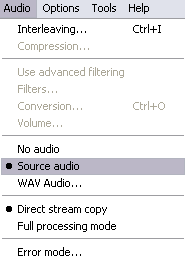 Audio Options Tools Help
Interleaving... Ctrl+I
Compression...
Use advanced filtering
Filters...
Conversion... Ctrl+O
Volume...
No audio
Source audio
WAV Audio...
Direct stream copy
Full processing mode
Error mode...